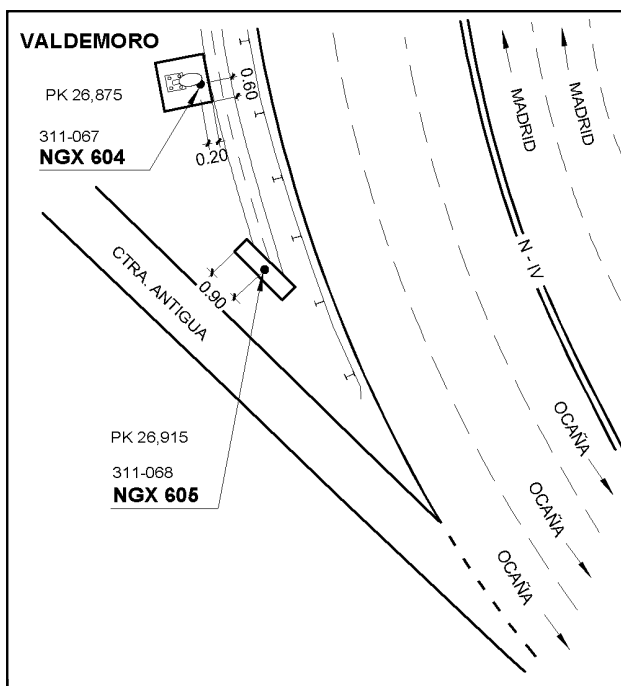 VALDEMORO
PK 26,875
311-067
NGX 604
0.60
0.20
MADRID
MADRID
N - IV
CTRA. ANTIGUA
0.90
PK 26,915
311-068
NGX 605
OCAÑA
OCAÑA
OCAÑA